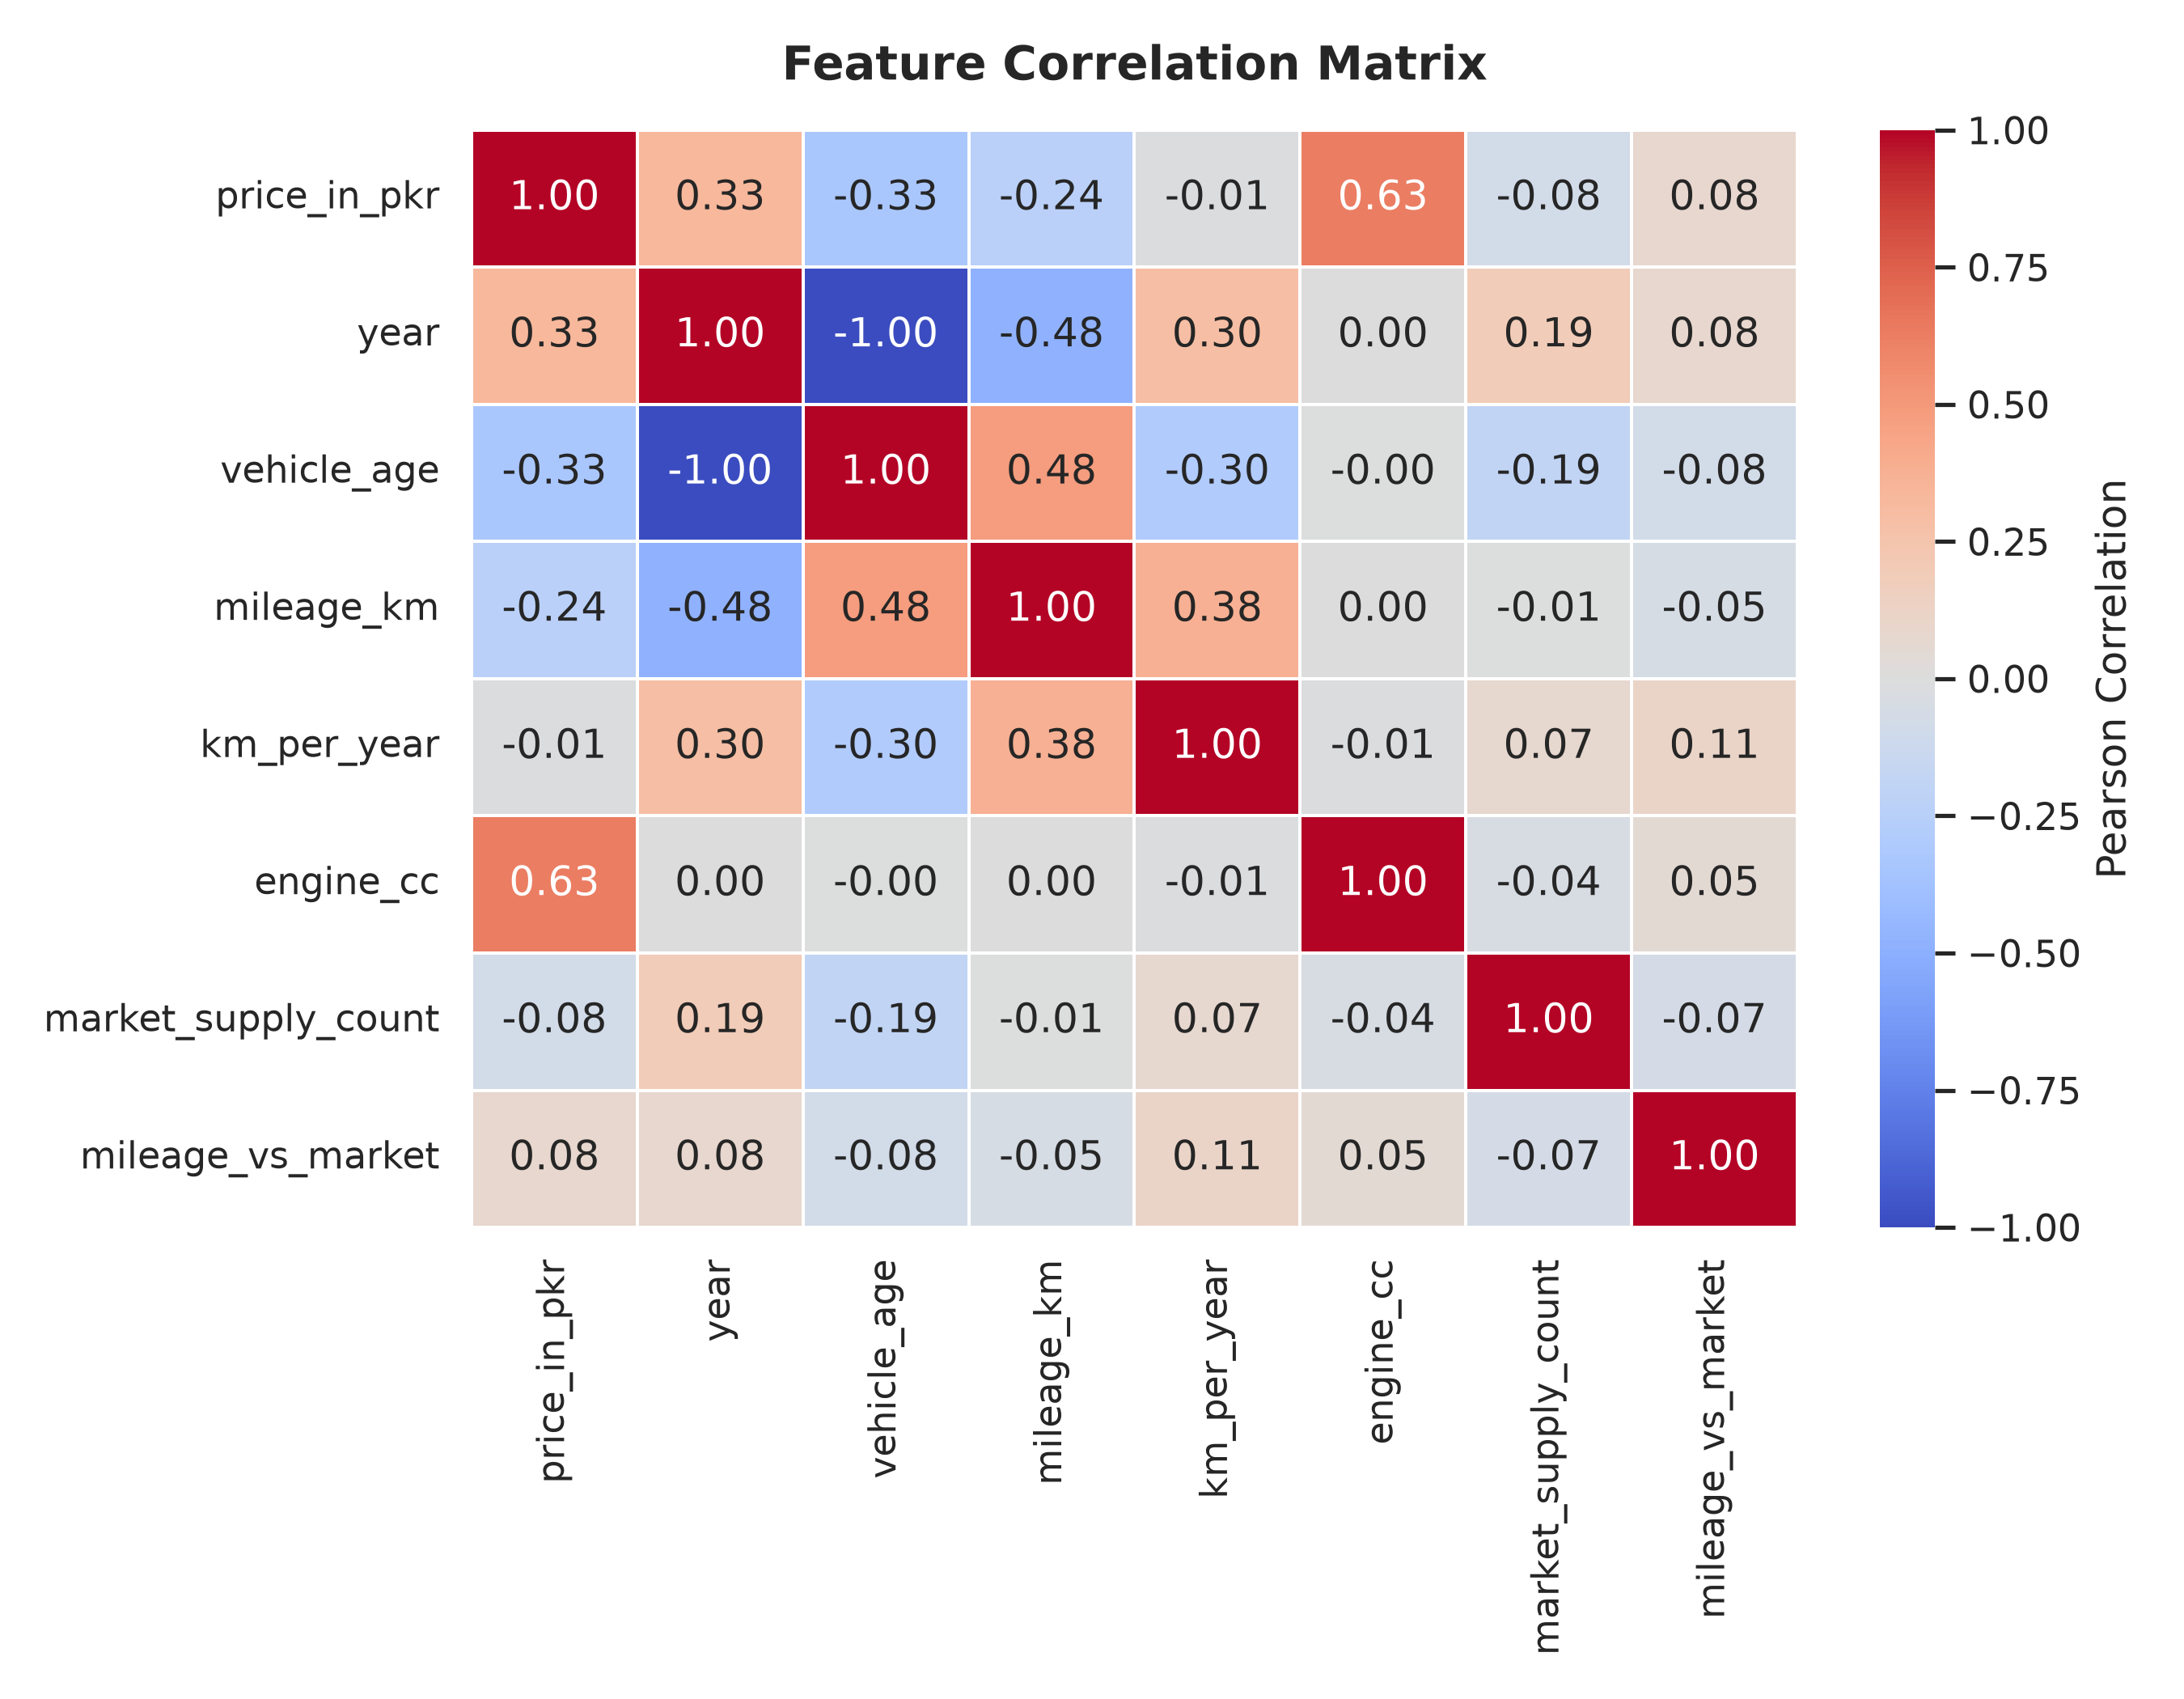 Feature Correlation Matrix
price_in_pkr 1.00 0.33 -0.33 -0.24 -0.01 0.63 -0.08 0.08
year 0.33 1.00 -1.00 -0.48 0.30 0.00 0.19 0.08
vehicle_age -0.33 -1.00 1.00 0.48 -0.30 -0.00 -0.19 -0.08
mileage_km -0.24 -0.48 0.48 1.00 0.38 0.00 -0.01 -0.05
km_per_year -0.01 0.30 -0.30 0.38 1.00 -0.01 0.07 0.11
engine_cc 0.63 0.00 -0.00 0.00 -0.01 1.00 -0.04 0.05
market_supply_count -0.08 0.19 -0.19 -0.01 0.07 -0.04 1.00 -0.07
mileage_vs_market 0.08 0.08 -0.08 -0.05 0.11 0.05 -0.07 1.00
price_in_pkr
year
vehicle_age
mileage_km
km_per_year
engine_cc
market_supply_count
mileage_vs_market
1.00
0.75
0.50
0.25
0.00
−0.25
−0.50
−0.75
−1.00
Pearson Correlation